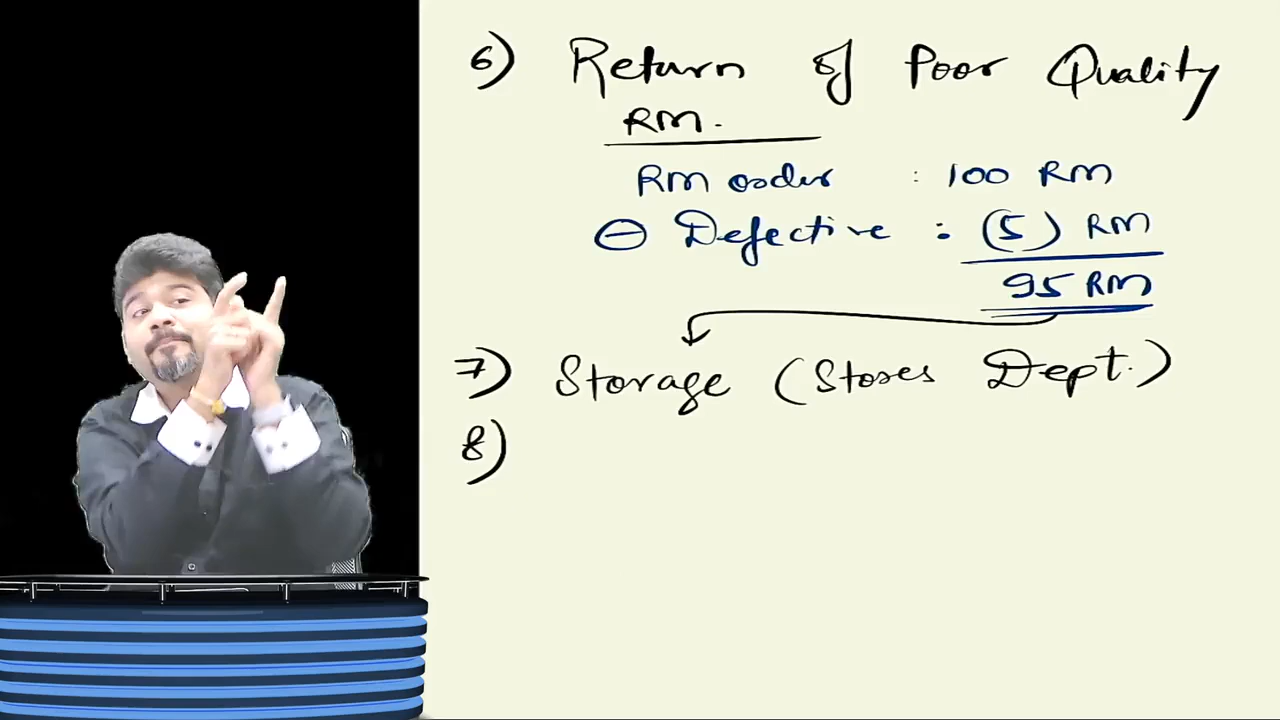 6) Return of Poor Quality
RM.
RM order : 100 RM
⊖ Defective : (5) RM
95 RM
7) Storage (Stores Dept.)
8)